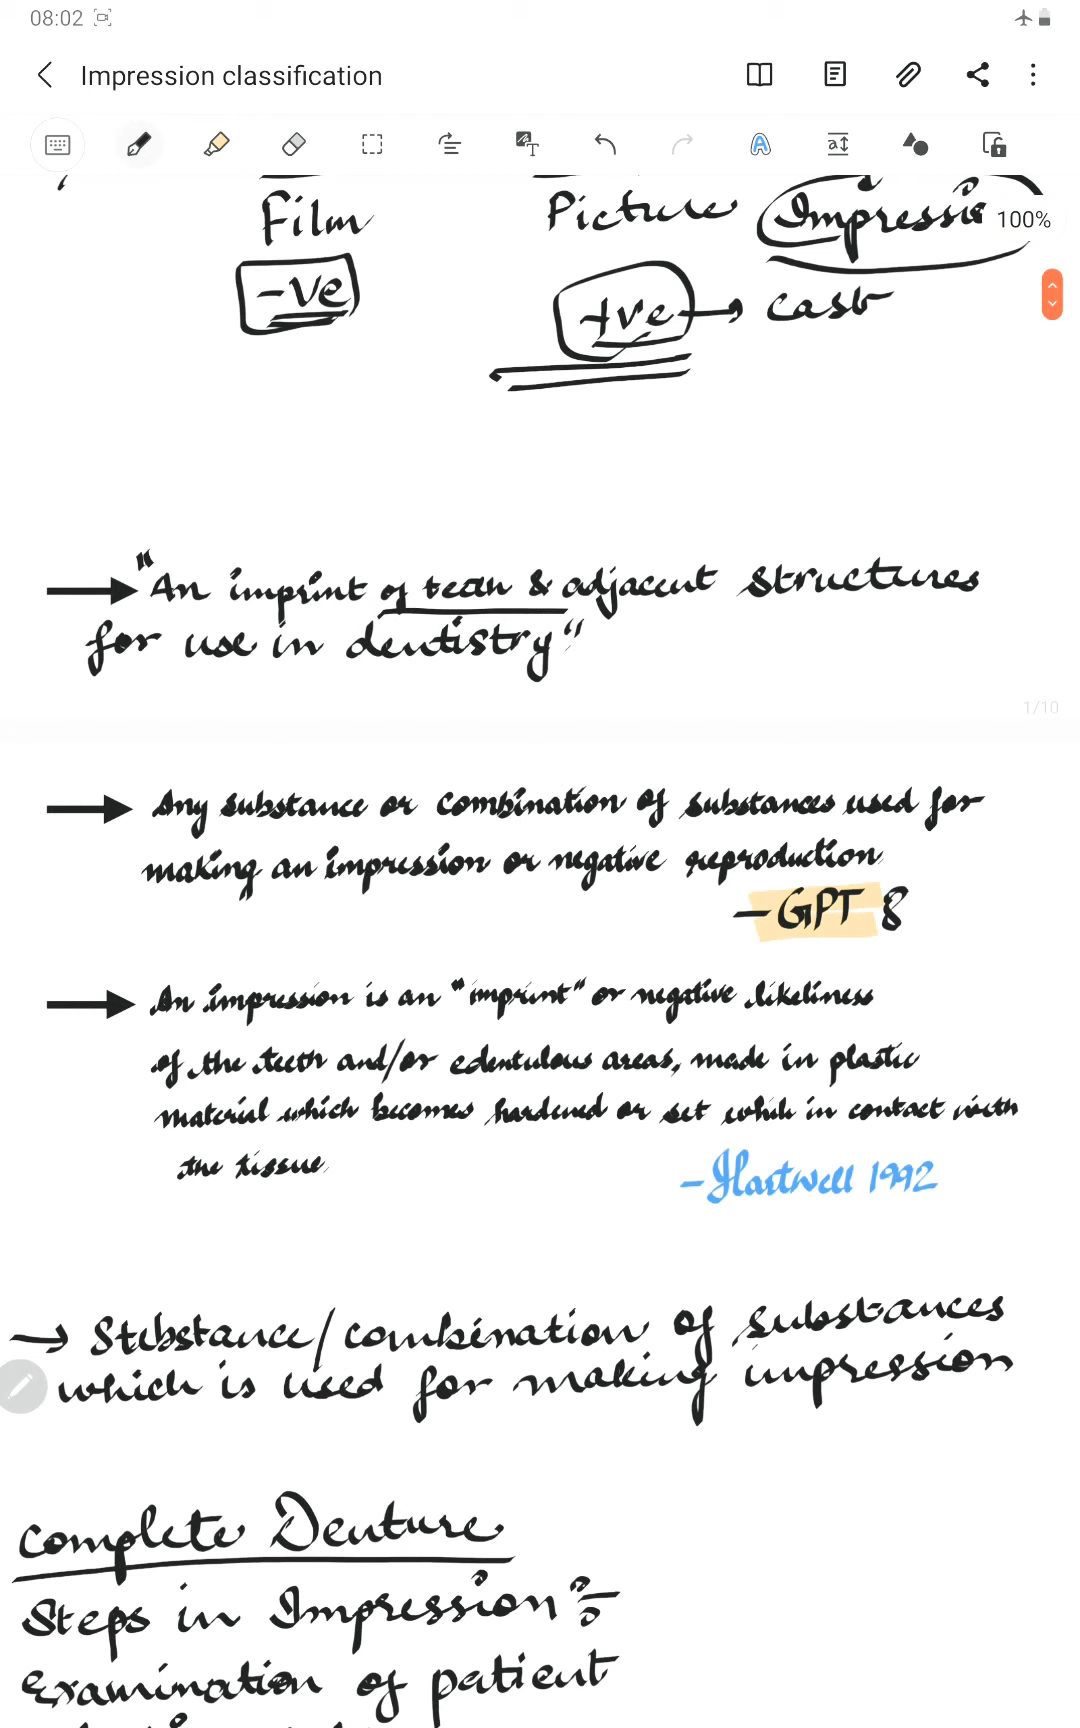 08:02
Impression classification
T
A
a
Film Picture Impressio 100%
-ve +ve → cast
→ "An imprint of teeth & adjacent structures
for use in dentistry"
1/10
→ Any substance or combination of substances used for
making an impression or negative reproduction
- GPT 8
→ An impression is an "imprint" or negative likeliness
of the teeth and/or edentulous areas, made in plastic
material which becomes hardened or set while in contact with
the tissue
- Hartwell 1992
→ Substance/combination of substances
which is used for making impression
Complete Denture
Steps in Impression :-
Examination of patient